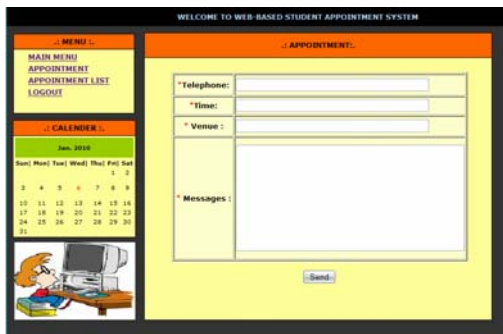 WELCOME TO WEB-BASED STUDENT APPOINTMENT SYSTEM
.: MENU :.
MAIN MENU
APPOINTMENT
APPOINTMENT LIST
LOGOUT
.: CALENDER :.
Jan. 2010
Sun| Mon| Tue| Wed| Thu| Fri| Sat
1 2
3 4 5 6 7 8 9
10 11 12 13 14 15 16
17 18 19 20 21 22 23
24 25 26 27 28 29 30
31
.: APPOINTMENT:.
*Telephone:
*Time:
* Venue :
* Messages :
Send